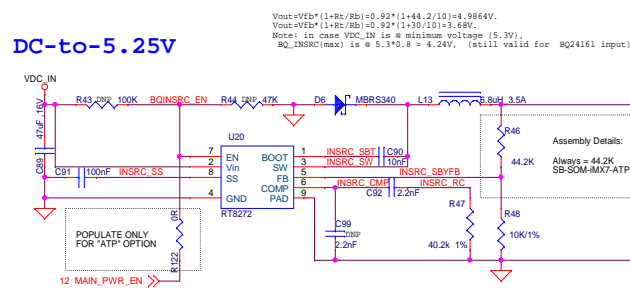 Vout=Vfb*(1+Rt/Rb)=0.92*(1+44.2/10)=4.9864V.
Vout=Vfb*(1+Rt/Rb)=0.92*(1+30/10)=3.68V.
Note: in case VDC_IN is @ minimum voltage (5.3V),
BQ_INSRC(max) is @ 5.3*0.8 = 4.24V, (still valid for BQ24161 input)
DC-to-5.25V
VDC_IN
R43 DNP 100K
BQINSRC_EN
R44 DNP 47K
D6 MBRS340
L13 6.8uH_3.5A
47uF_16V
C89
U20
7 EN
2 Vin
8 SS
4 GND
BOOT 1
SW 3
FB 5
COMP 6
PAD 9
RT8272
C91 100nF
INSRC_SS
INSRC_SBT
C90
INSRC_SW
10nF
INSRC_SBYFB
INSRC_CMP
INSRC_RC
C92 2.2nF
R46
44.2K
Assembly Details:
Always = 44.2K
SB-SOM-iMX7-ATP
C99
DNP
2.2nF
R47
40.2k 1%
R48
10K/1%
0R
R122
POPULATE ONLY
FOR "ATP" OPTION
12 MAIN_PWR_EN